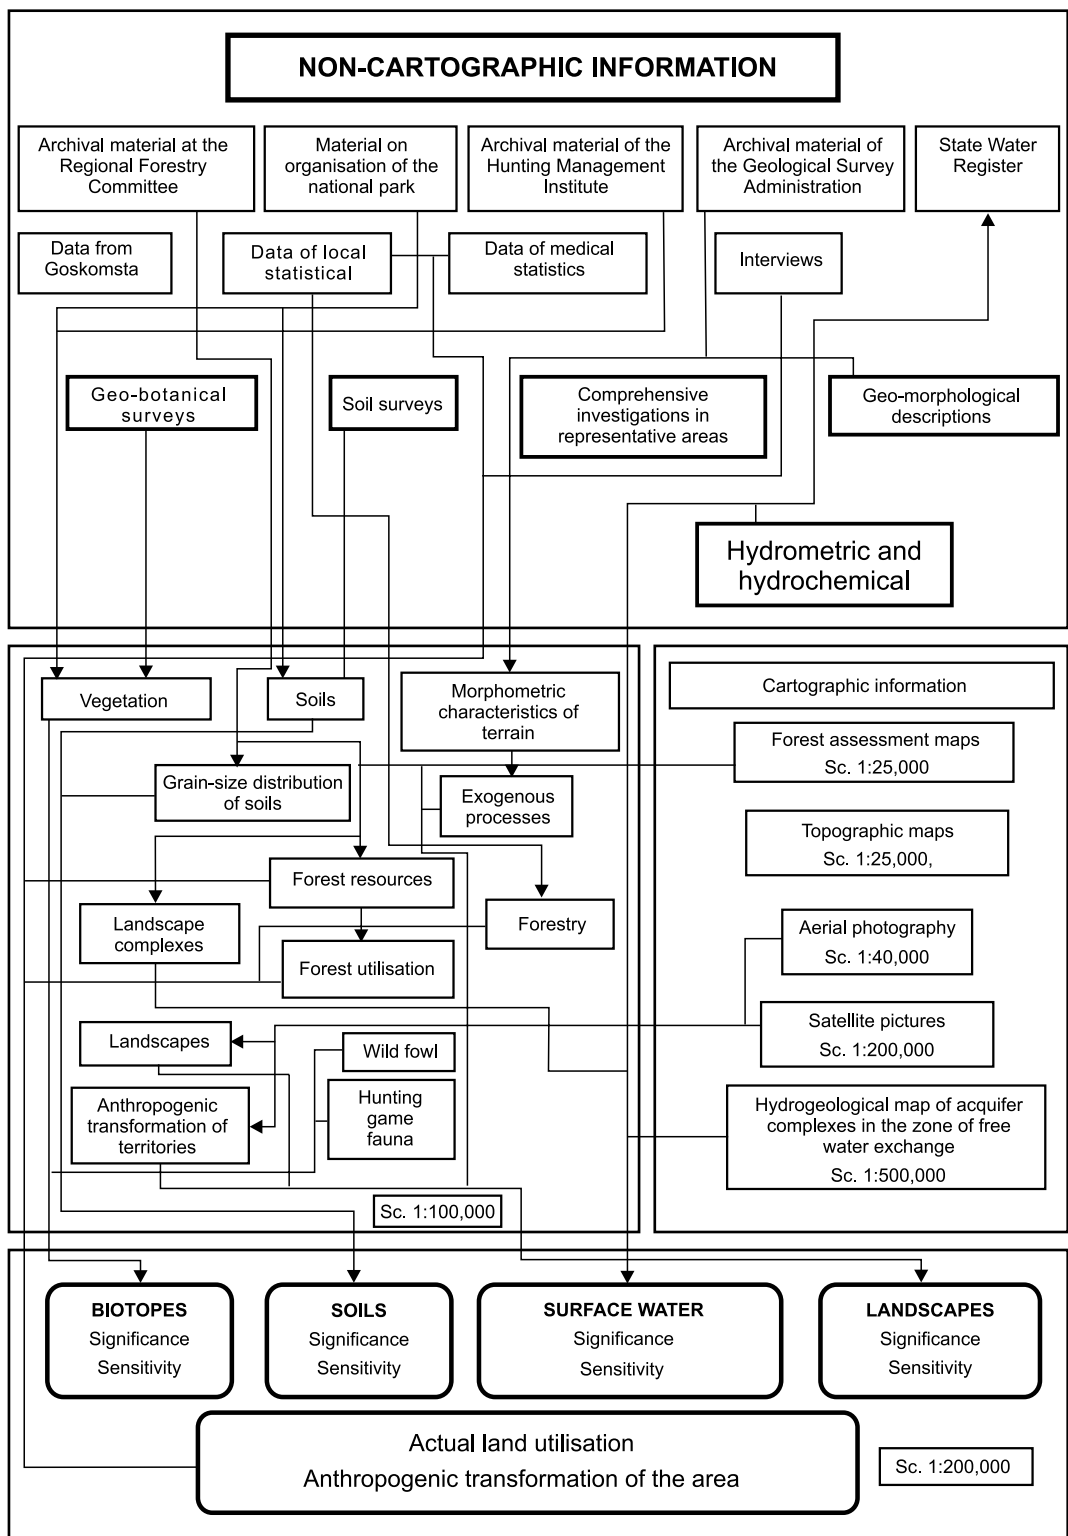 NON-CARTOGRAPHIC INFORMATION
Archival material at the
Regional Forestry
Committee
Material on
organisation of the
national park
Archival material of the
Hunting Management
Institute
Archival material of
the Geological Survey
Administration
State Water
Register
Data from
Goskomsta
Data of local
statistical
Data of medical
statistics
Interviews
Geo-botanical
surveys
Soil surveys
Comprehensive
investigations in
representative areas
Geo-morphological
descriptions
Hydrometric and
hydrochemical
Vegetation
Soils
Morphometric
characteristics of
terrain
Grain-size distribution
of soils
Exogenous
processes
Forest resources
Landscape
complexes
Forestry
Forest utilisation
Landscapes
Wild fowl
Anthropogenic
transformation of
territories
Hunting
game
fauna
Sc. 1:100,000
Cartographic information
Forest assessment maps
Sc. 1:25,000
Topographic maps
Sc. 1:25,000,
Aerial photography
Sc. 1:40,000
Satellite pictures
Sc. 1:200,000
Hydrogeological map of acquifer
complexes in the zone of free
water exchange
Sc. 1:500,000
BIOTOPES
Significance
Sensitivity
SOILS
Significance
Sensitivity
SURFACE WATER
Significance
Sensitivity
LANDSCAPES
Significance
Sensitivity
Actual land utilisation
Anthropogenic transformation of the area
Sc. 1:200,000